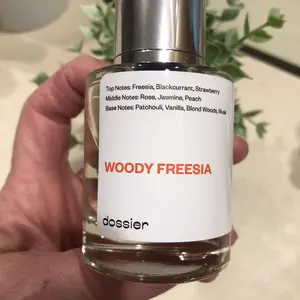 Top Notes: Freesia, Blackcurrant, Strawberry
Middle Notes: Rose, Jasmine, Peach
Base Notes: Patchouli, Vanilla, Blond Woods, Musk
WOODY FREESIA
dossier